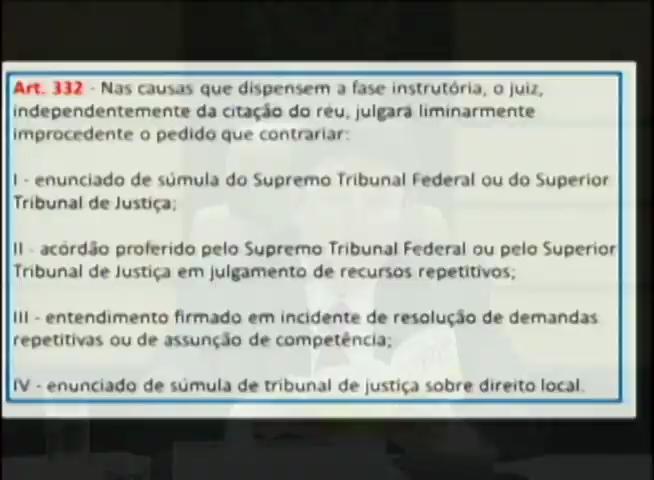 Art. 332 - Nas causas que dispensem a fase instrutória, o juiz,
independentemente da citação do réu, julgará liminarmente
improcedente o pedido que contrariar:
I - enunciado de súmula do Supremo Tribunal Federal ou do Superior
Tribunal de Justiça;
II - acórdão proferido pelo Supremo Tribunal Federal ou pelo Superior
Tribunal de Justiça em julgamento de recursos repetitivos;
III - entendimento firmado em incidente de resolução de demandas
repetitivas ou de assunção de competência;
IV - enunciado de súmula de tribunal de justiça sobre direito local.